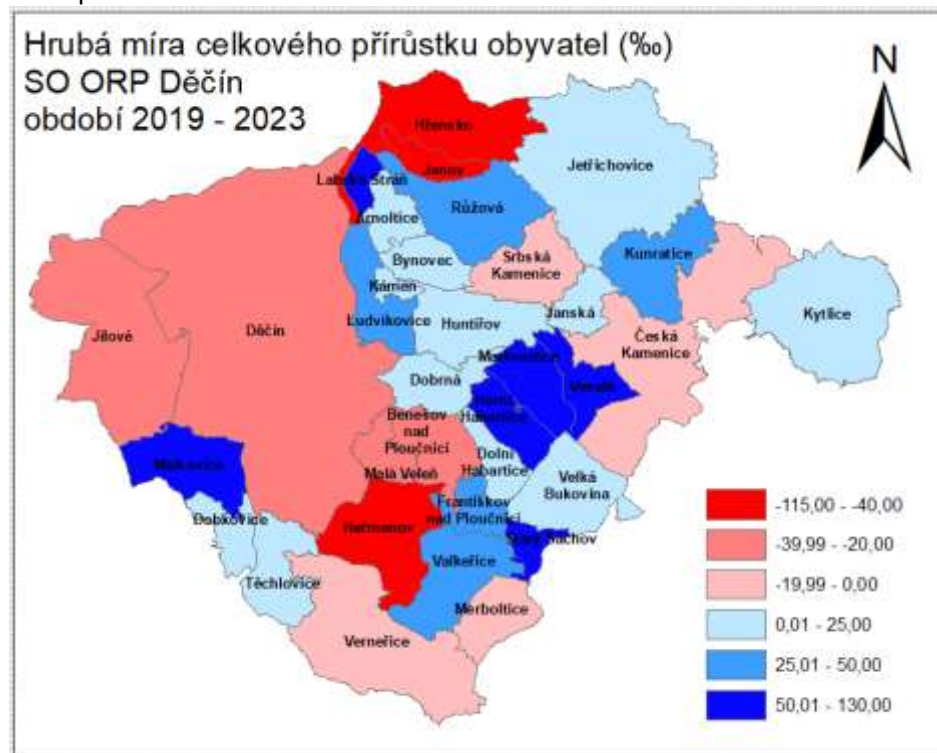 Hrubá míra celkového přírůstku obyvatel (‰)
SO ORP Děčín
období 2019 - 2023
N
Hřensko
Janov
Jetřichovice
Labská Stráň
Růžová
Arnoltice
Bynovec
Srbská
Kamenice
Kunratice
Kámen
Kytlice
Ludvíkovice
Huntířov
Janská
Jílové
Děčín
Česká
Kamenice
Markvartice
Dobrná
Veselé
Horní
Habartice
Benešov
nad
Ploučnicí
Dolní
Habartice
Malšovice
Malá Veleň
Velká
Bukovina
Františkov
nad Ploučnicí
Dobkovice
Heřmanov
Starý Šachov
Valkeřice
Těchlovice
Merboltice
Verneřice
-115,00 - -40,00
-39,99 - -20,00
-19,99 - 0,00
0,01 - 25,00
25,01 - 50,00
50,01 - 130,00